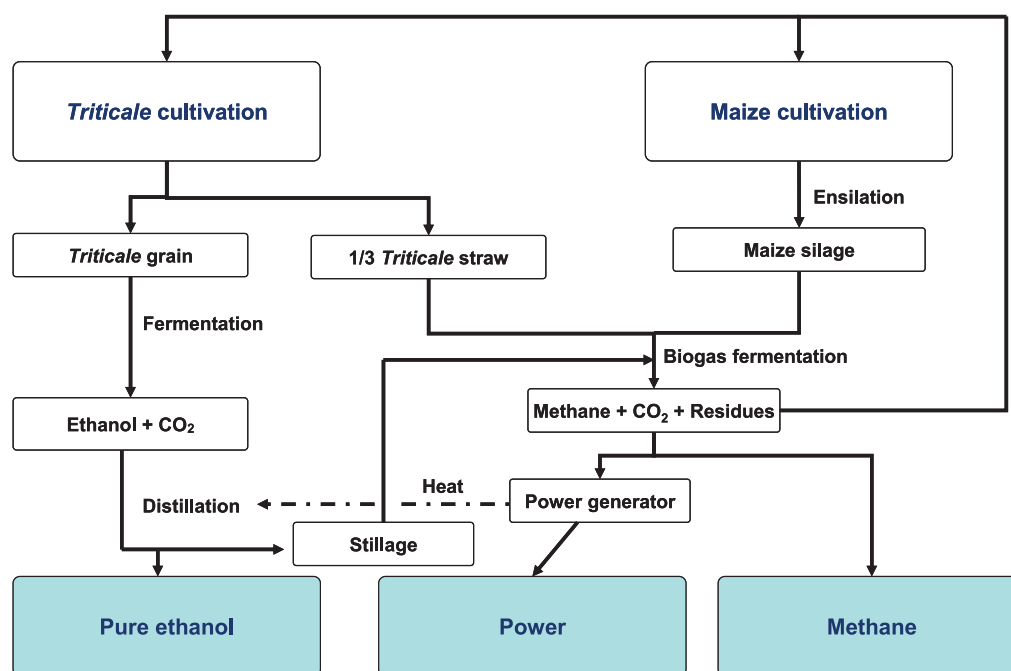 Triticale cultivation
Maize cultivation
Ensilation
Triticale grain
1/3 Triticale straw
Maize silage
Fermentation
Biogas fermentation
Ethanol + CO₂
Methane + CO₂ + Residues
Heat
Distillation
Power generator
Stillage
Pure ethanol
Power
Methane